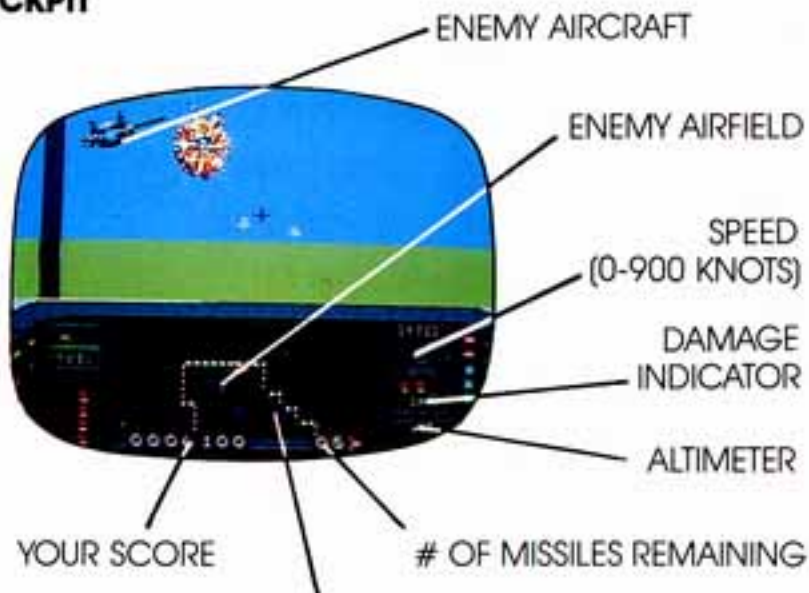 ENEMY AIRCRAFT
ENEMY AIRFIELD
SPEED
(0-900 KNOTS)
DAMAGE
INDICATOR
ALTIMETER
YOUR SCORE
# OF MISSILES REMAINING